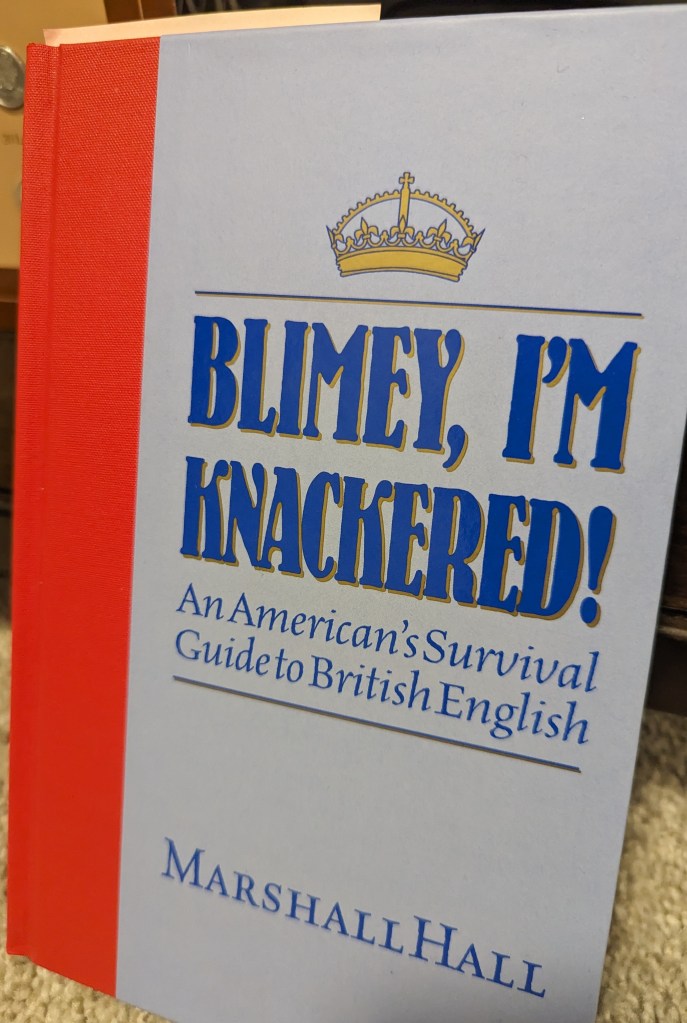 BLIMEY, I'M
KNACKERED!
An American's Survival
Guide to British English
MARSHALL HALL